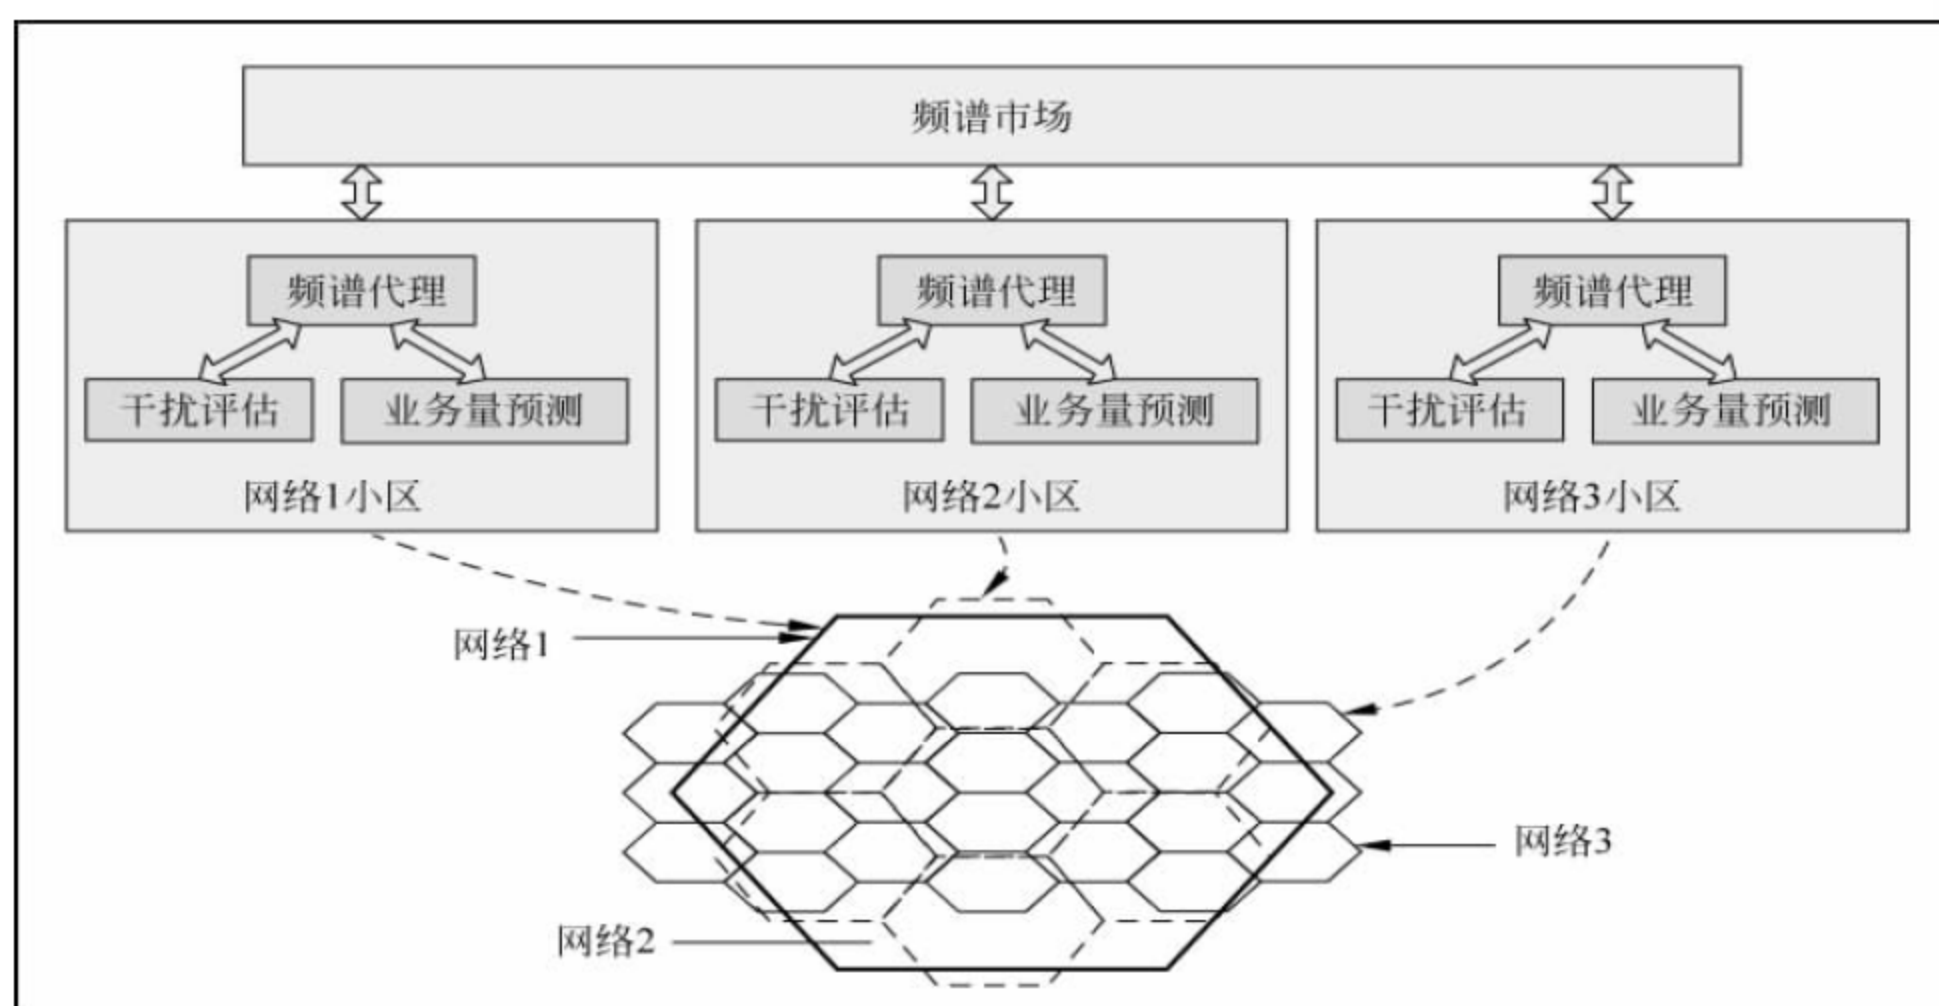 频谱市场
频谱代理
干扰评估
业务量预测
网络1小区
频谱代理
干扰评估
业务量预测
网络2小区
频谱代理
干扰评估
业务量预测
网络3小区
网络1
网络3
网络2